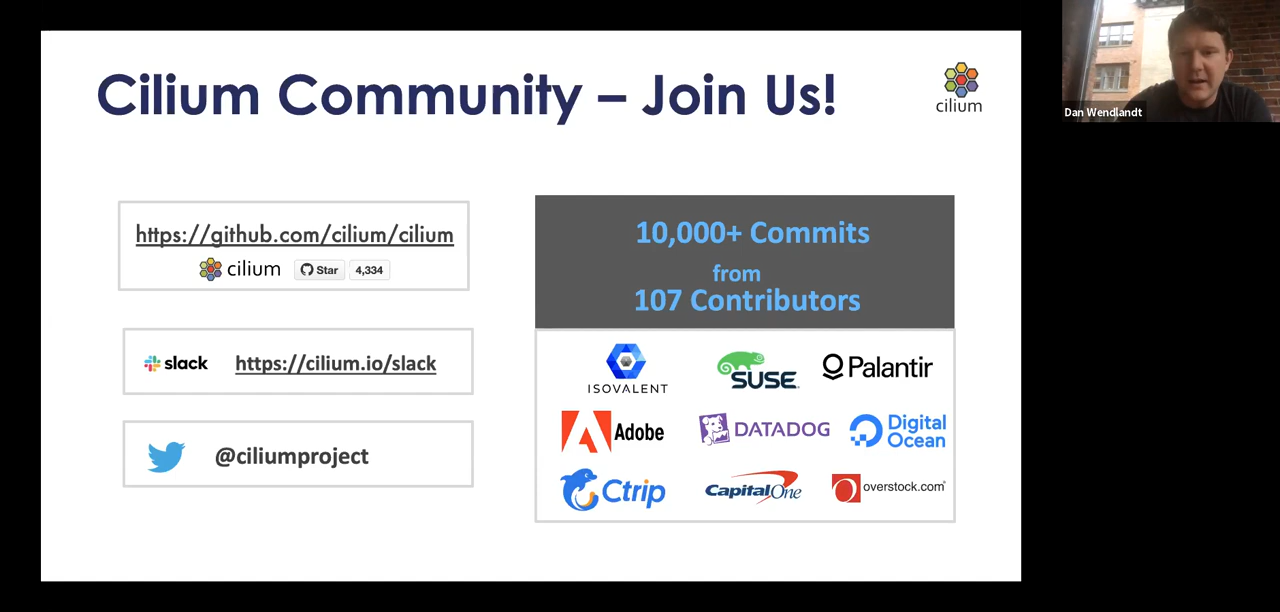 Cilium Community – Join Us!
cilium
Dan Wendlandt
https://github.com/cilium/cilium
cilium Star 4,334
slack https://cilium.io/slack
@ciliumproject
10,000+ Commits
from
107 Contributors
ISOVALENT
SUSE
Palantir
Adobe
DATADOG
Digital
Ocean
Ctrip
CapitalOne
overstock.com